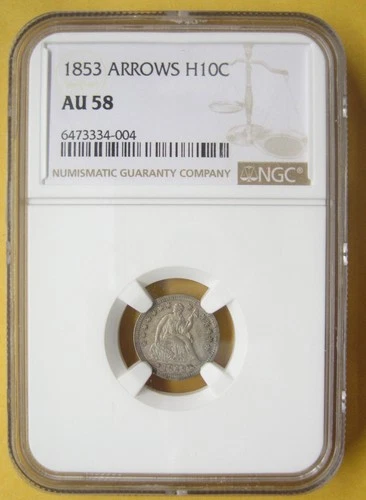 1853 ARROWS H10C
AU 58
6473334-004
NUMISMATIC GUARANTY COMPANY NGC